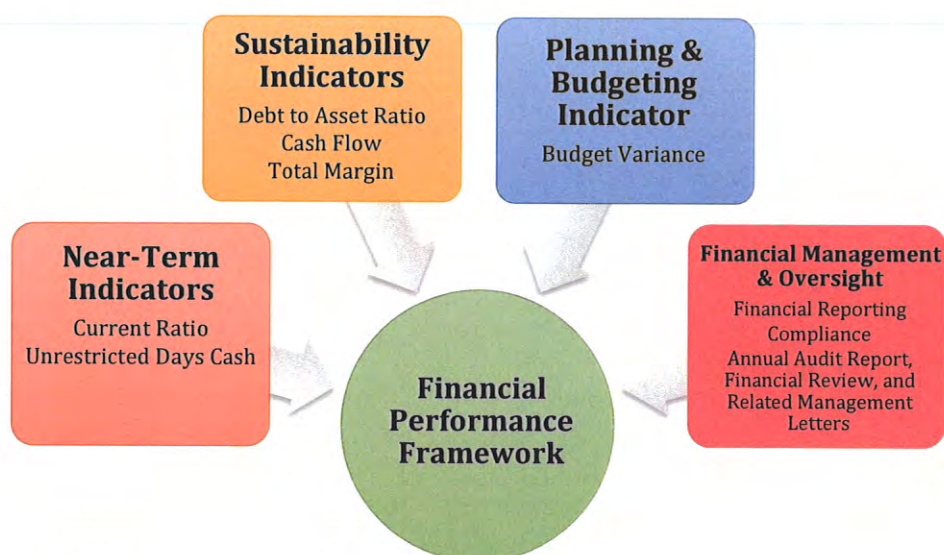 Sustainability
Indicators
Debt to Asset Ratio
Cash Flow
Total Margin
Planning &
Budgeting
Indicator
Budget Variance
Near-Term
Indicators
Current Ratio
Unrestricted Days Cash
Financial Management
& Oversight
Financial Reporting
Compliance
Annual Audit Report,
Financial Review, and
Related Management
Letters
Financial
Performance
Framework